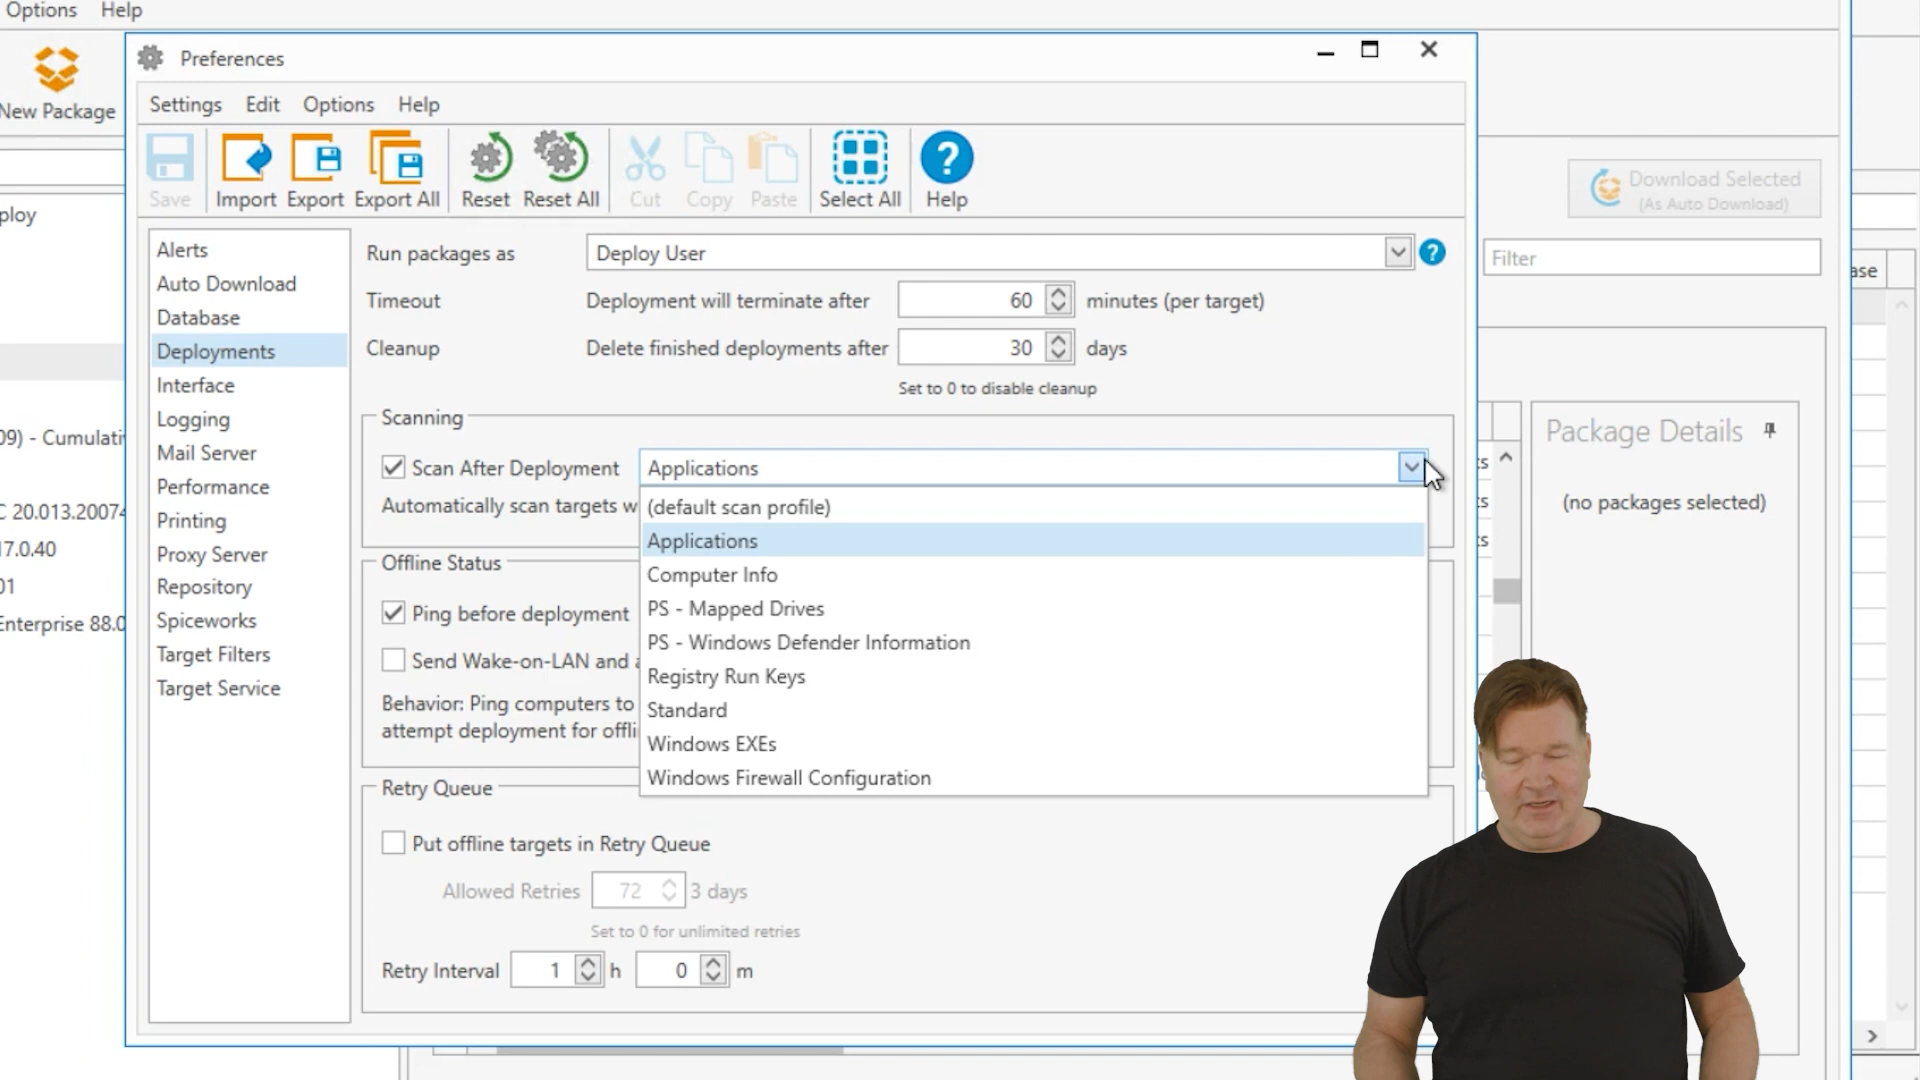 Options Help
New Package
Preferences
Settings Edit Options Help
Save Import Export Export All Reset Reset All Cut Copy Paste Select All Help
Download Selected
(As Auto Download)
Filter
ploy
ase
Alerts
Auto Download
Database
Deployments
Interface
Logging
Mail Server
Performance
Printing
Proxy Server
Repository
Spiceworks
Target Filters
Target Service
Run packages as Deploy User
Timeout Deployment will terminate after 60 minutes (per target)
Cleanup Delete finished deployments after 30 days
Set to 0 to disable cleanup
Scanning
Scan After Deployment Applications
Automatically scan targets w
(default scan profile)
Applications
Computer Info
PS - Mapped Drives
PS - Windows Defender Information
Registry Run Keys
Standard
Windows EXEs
Windows Firewall Configuration
Offline Status
Ping before deployment
Send Wake-on-LAN and a
Behavior: Ping computers to
attempt deployment for offli
Retry Queue
Put offline targets in Retry Queue
Allowed Retries 72 3 days
Set to 0 for unlimited retries
Retry Interval 1 h 0 m
09) - Cumulati
C 20.013.20074
17.0.40
01
Enterprise 88.0
Package Details
(no packages selected)
ts
ts
ts